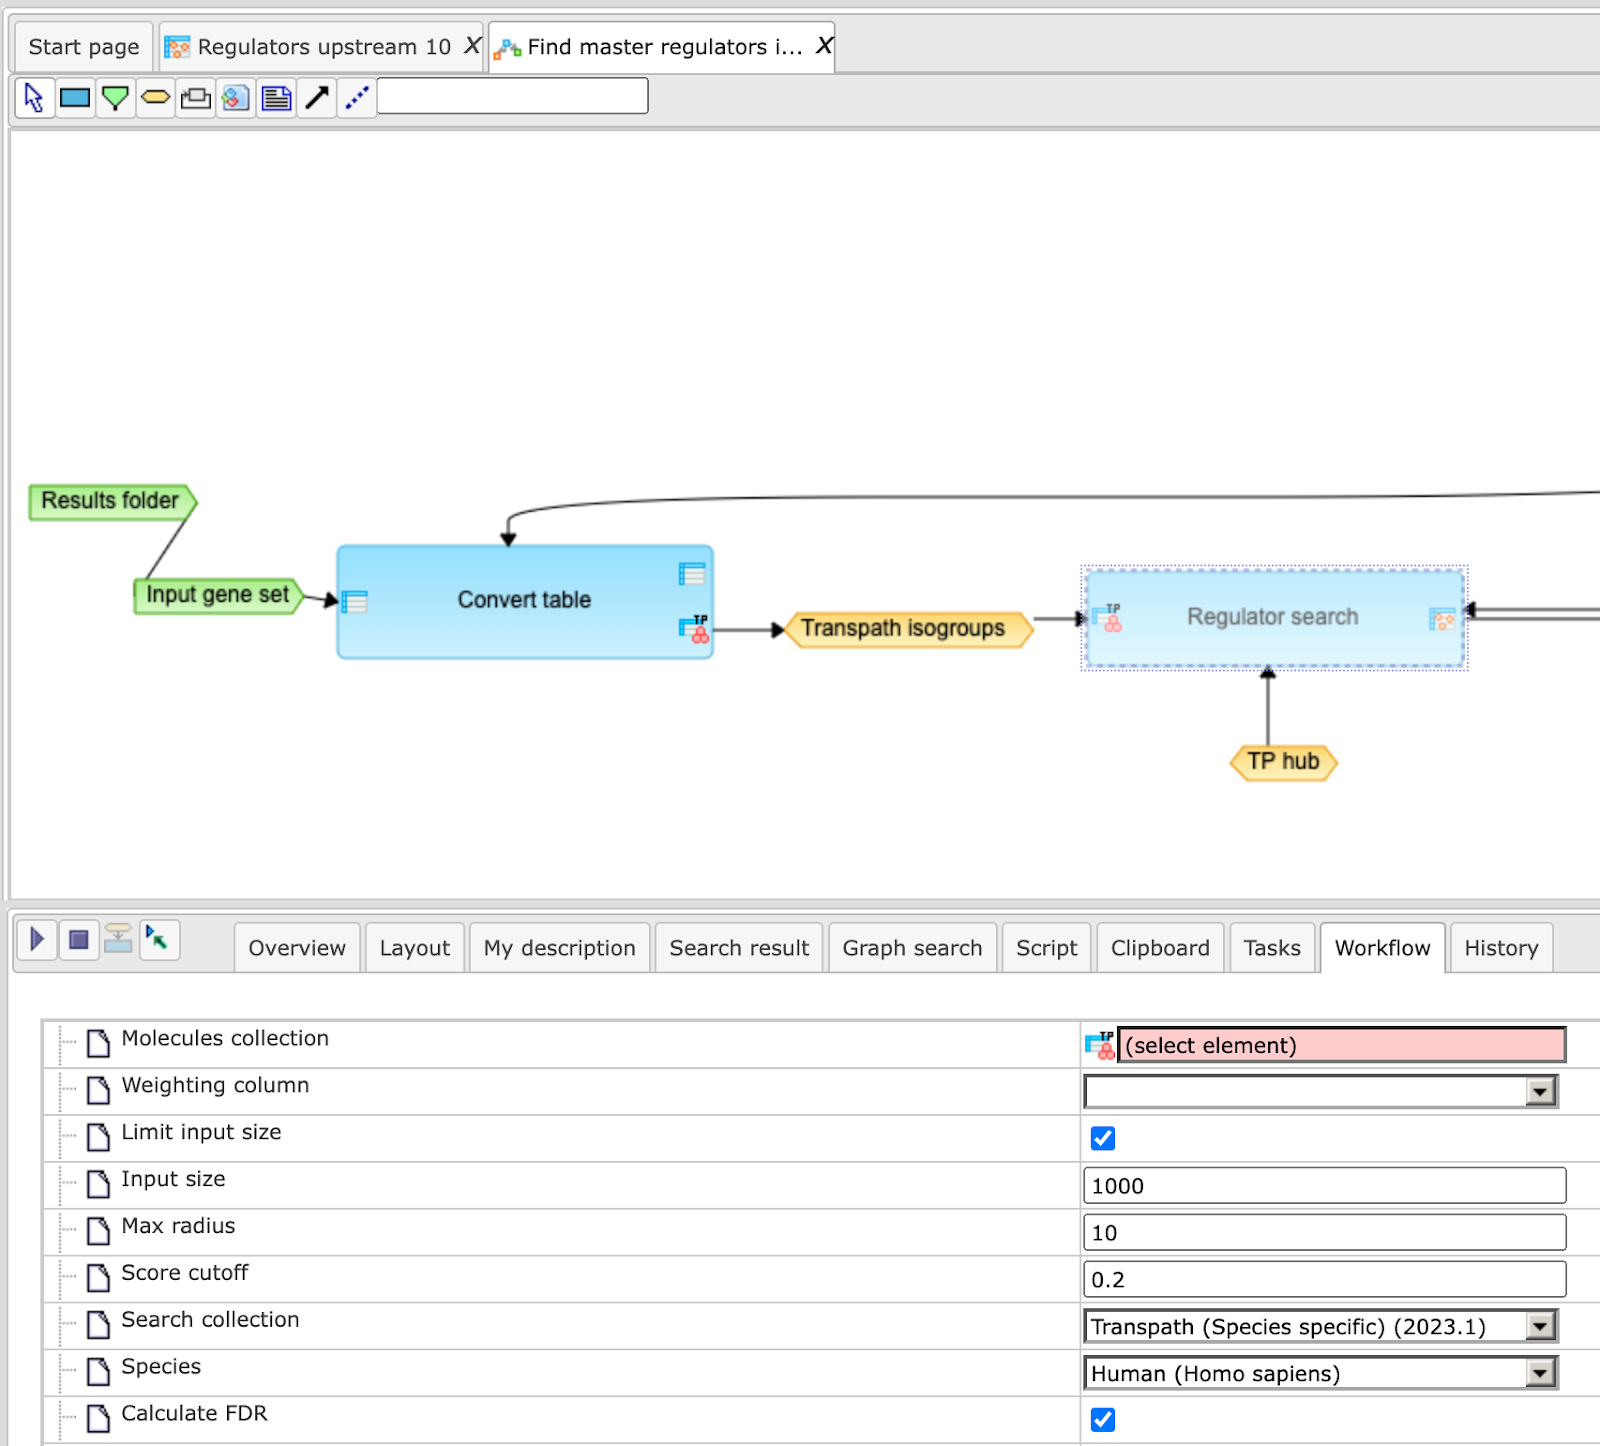 Start page
Regulators upstream 10 X
Find master regulators i... X
Results folder
Input gene set
Convert table
TP
Transpath isogroups
TP
Regulator search
TP hub
Overview
Layout
My description
Search result
Graph search
Script
Clipboard
Tasks
Workflow
History
Molecules collection
TP
(select element)
Weighting column
Limit input size
Input size
1000
Max radius
10
Score cutoff
0.2
Search collection
Transpath (Species specific) (2023.1)
Species
Human (Homo sapiens)
Calculate FDR